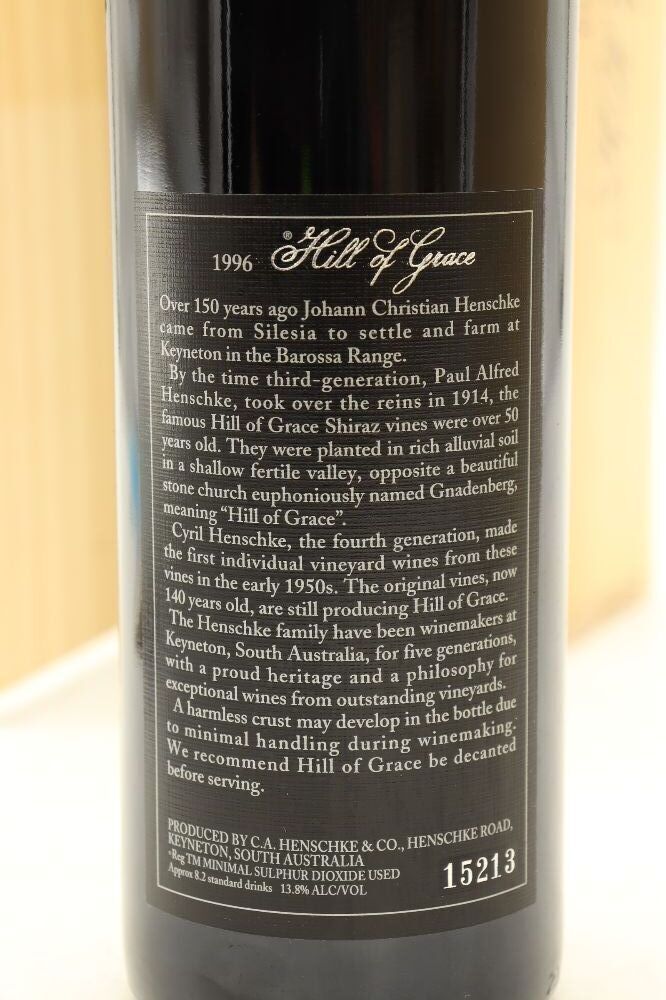 1996 ®Hill of Grace
Over 150 years ago Johann Christian Henschke
came from Silesia to settle and farm at
Keyneton in the Barossa Range.
By the time third-generation, Paul Alfred
Henschke, took over the reins in 1914, the
famous Hill of Grace Shiraz vines were over 50
years old. They were planted in rich alluvial soil
in a shallow fertile valley, opposite a beautiful
stone church euphoniously named Gnadenberg,
meaning “Hill of Grace”.
Cyril Henschke, the fourth generation, made
the first individual vineyard wines from these
vines in the early 1950s. The original vines, now
140 years old, are still producing Hill of Grace.
The Henschke family have been winemakers at
Keyneton, South Australia, for five generations,
with a proud heritage and a philosophy for
exceptional wines from outstanding vineyards.
A harmless crust may develop in the bottle due
to minimal handling during winemaking.
We recommend Hill of Grace be decanted
before serving.
PRODUCED BY C.A. HENSCHKE & CO., HENSCHKE ROAD,
KEYNETON, SOUTH AUSTRALIA
*Reg TM MINIMAL SULPHUR DIOXIDE USED
Approx 8.2 standard drinks 13.8% ALC/VOL
15213